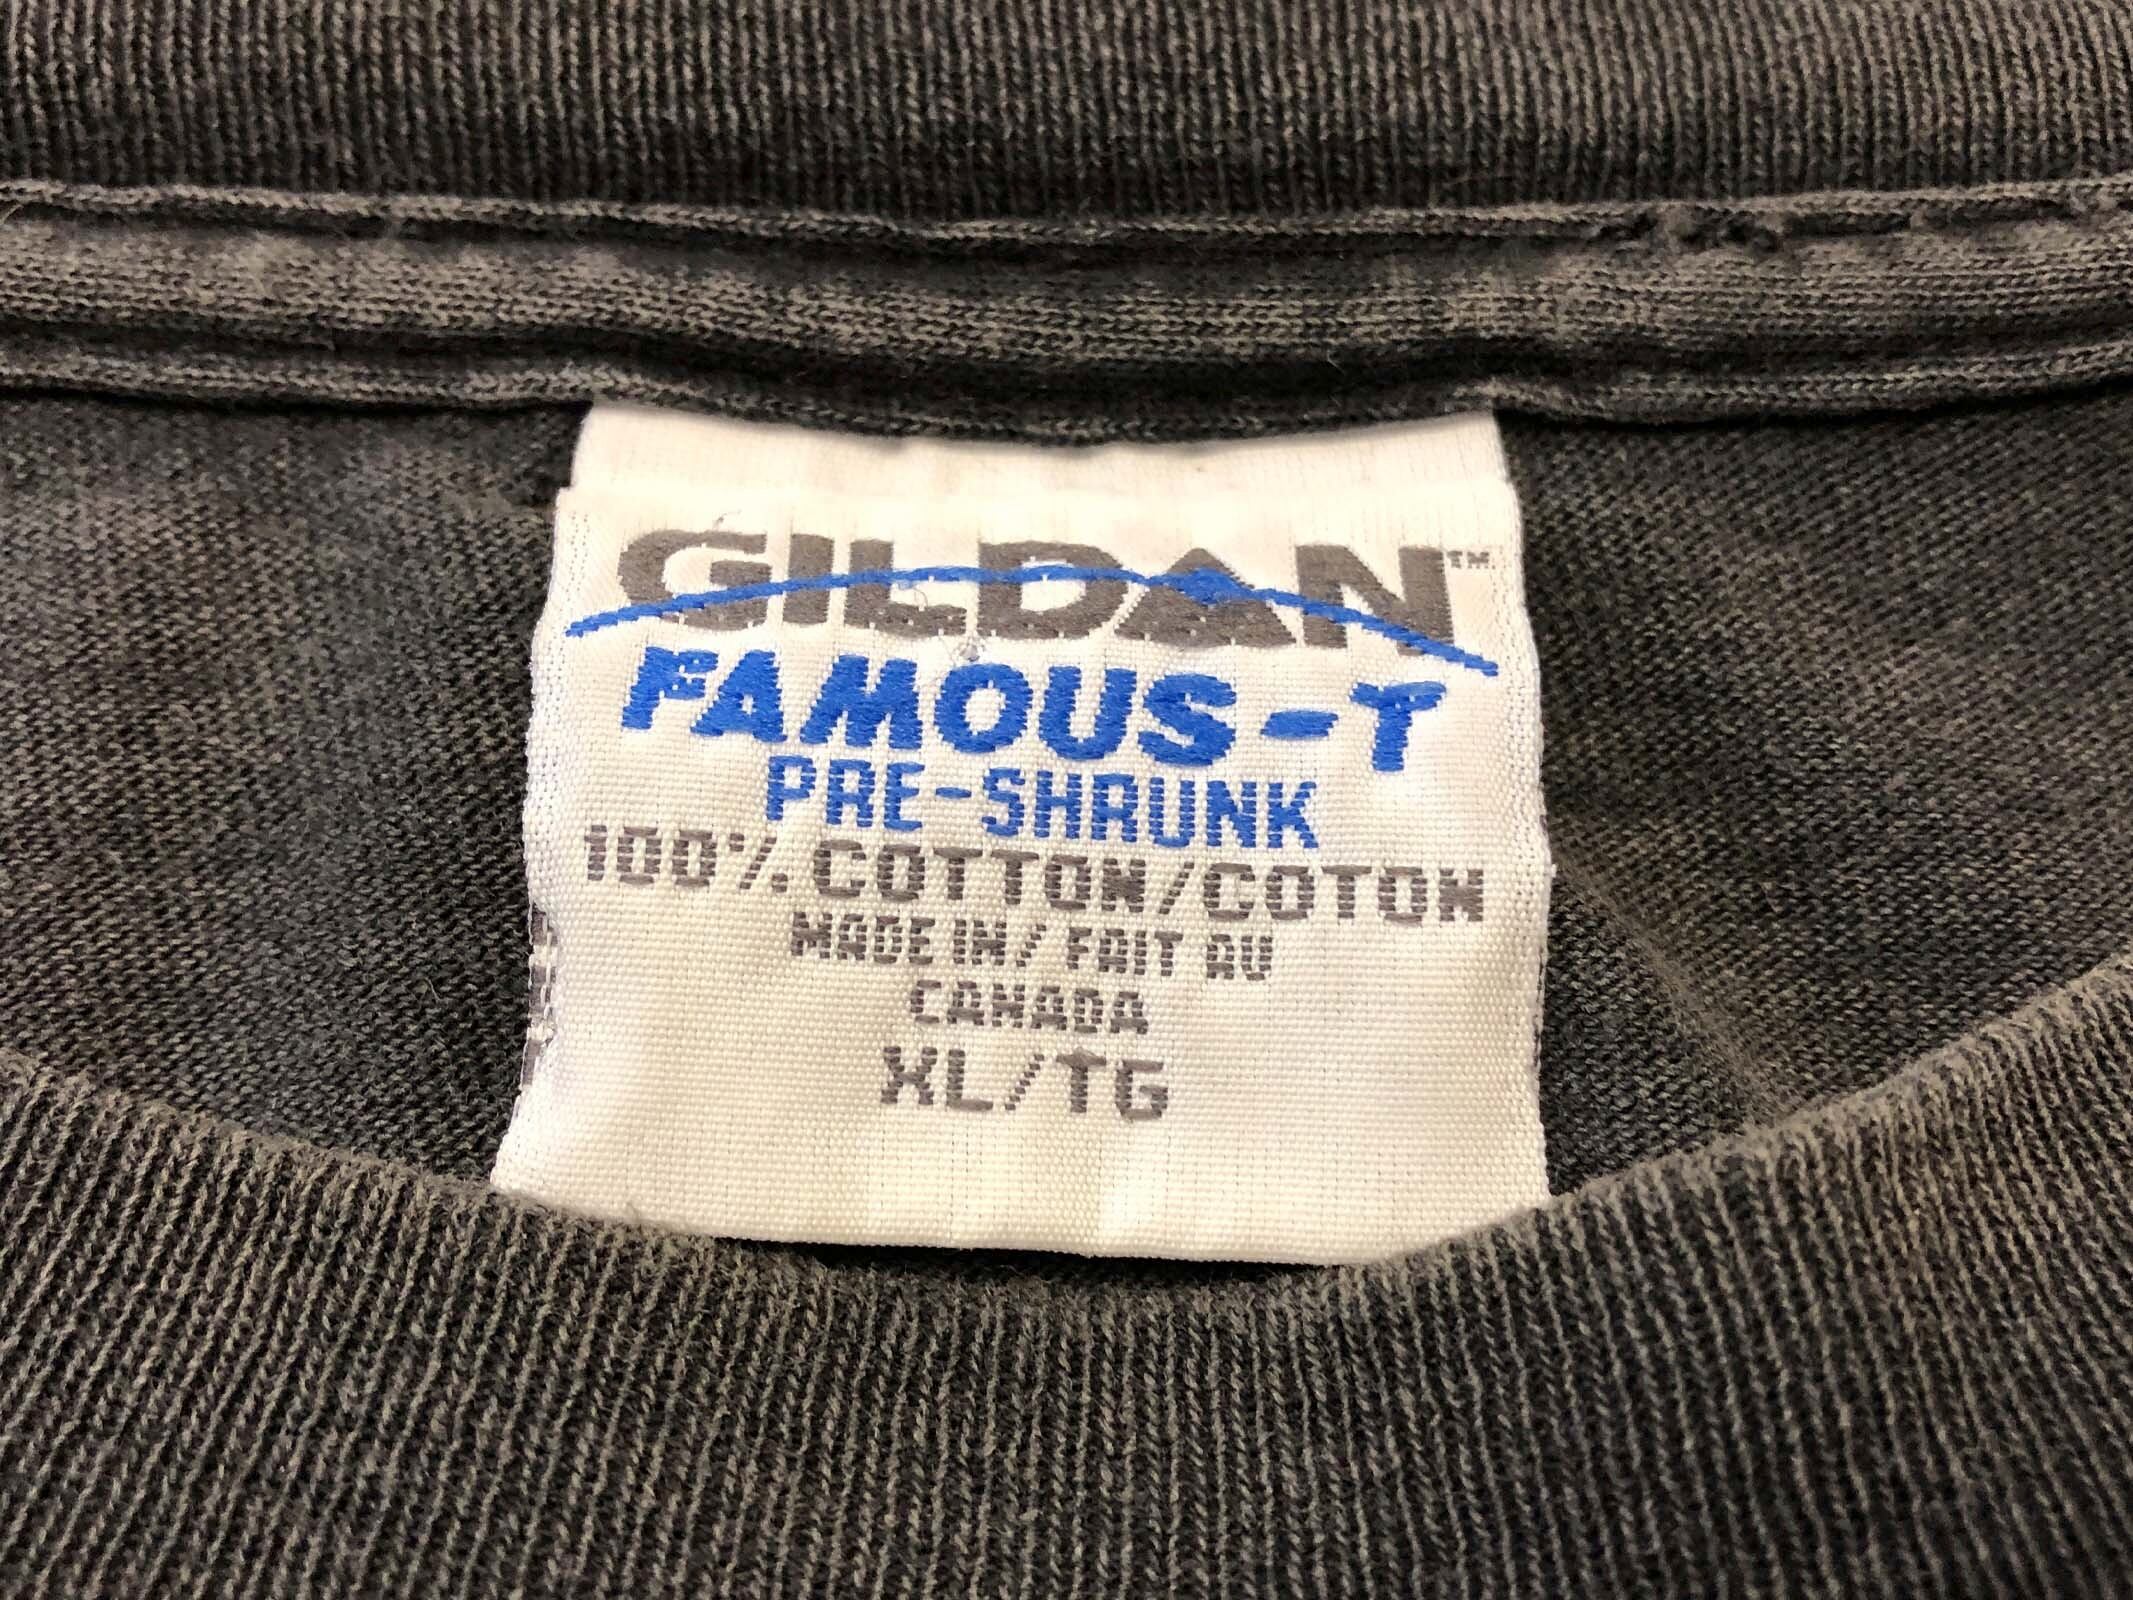 GILDAN™
FAMOUS-T
PRE-SHRUNK
100% COTTON/COTON
MADE IN/FAIT AU
CANADA
XL/TG